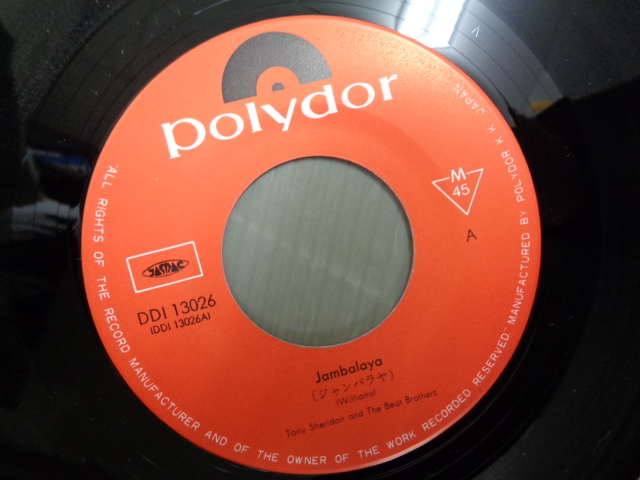 polydor
M
45
A
JASRAC
DDI 13026
(DDI 13026A)
Jambalaya
(ジャンバラヤ)
(Williams)
Tony Sheridan and The Beat Brothers
ALL RIGHTS OF THE RECORD MANUFACTURER AND OF THE OWNER OF THE WORK RECORDED RESERVED. MANUFACTURED BY POLYDOR K.K. JAPAN